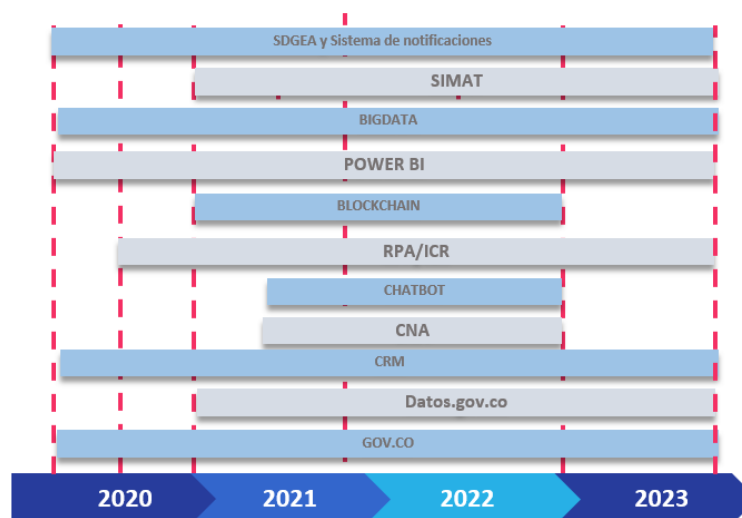 SDGEA y Sistema de notificaciones
SIMAT
BIGDATA
POWER BI
BLOCKCHAIN
RPA/ICR
CHATBOT
CNA
CRM
Datos.gov.co
GOV.CO
2020 2021 2022 2023